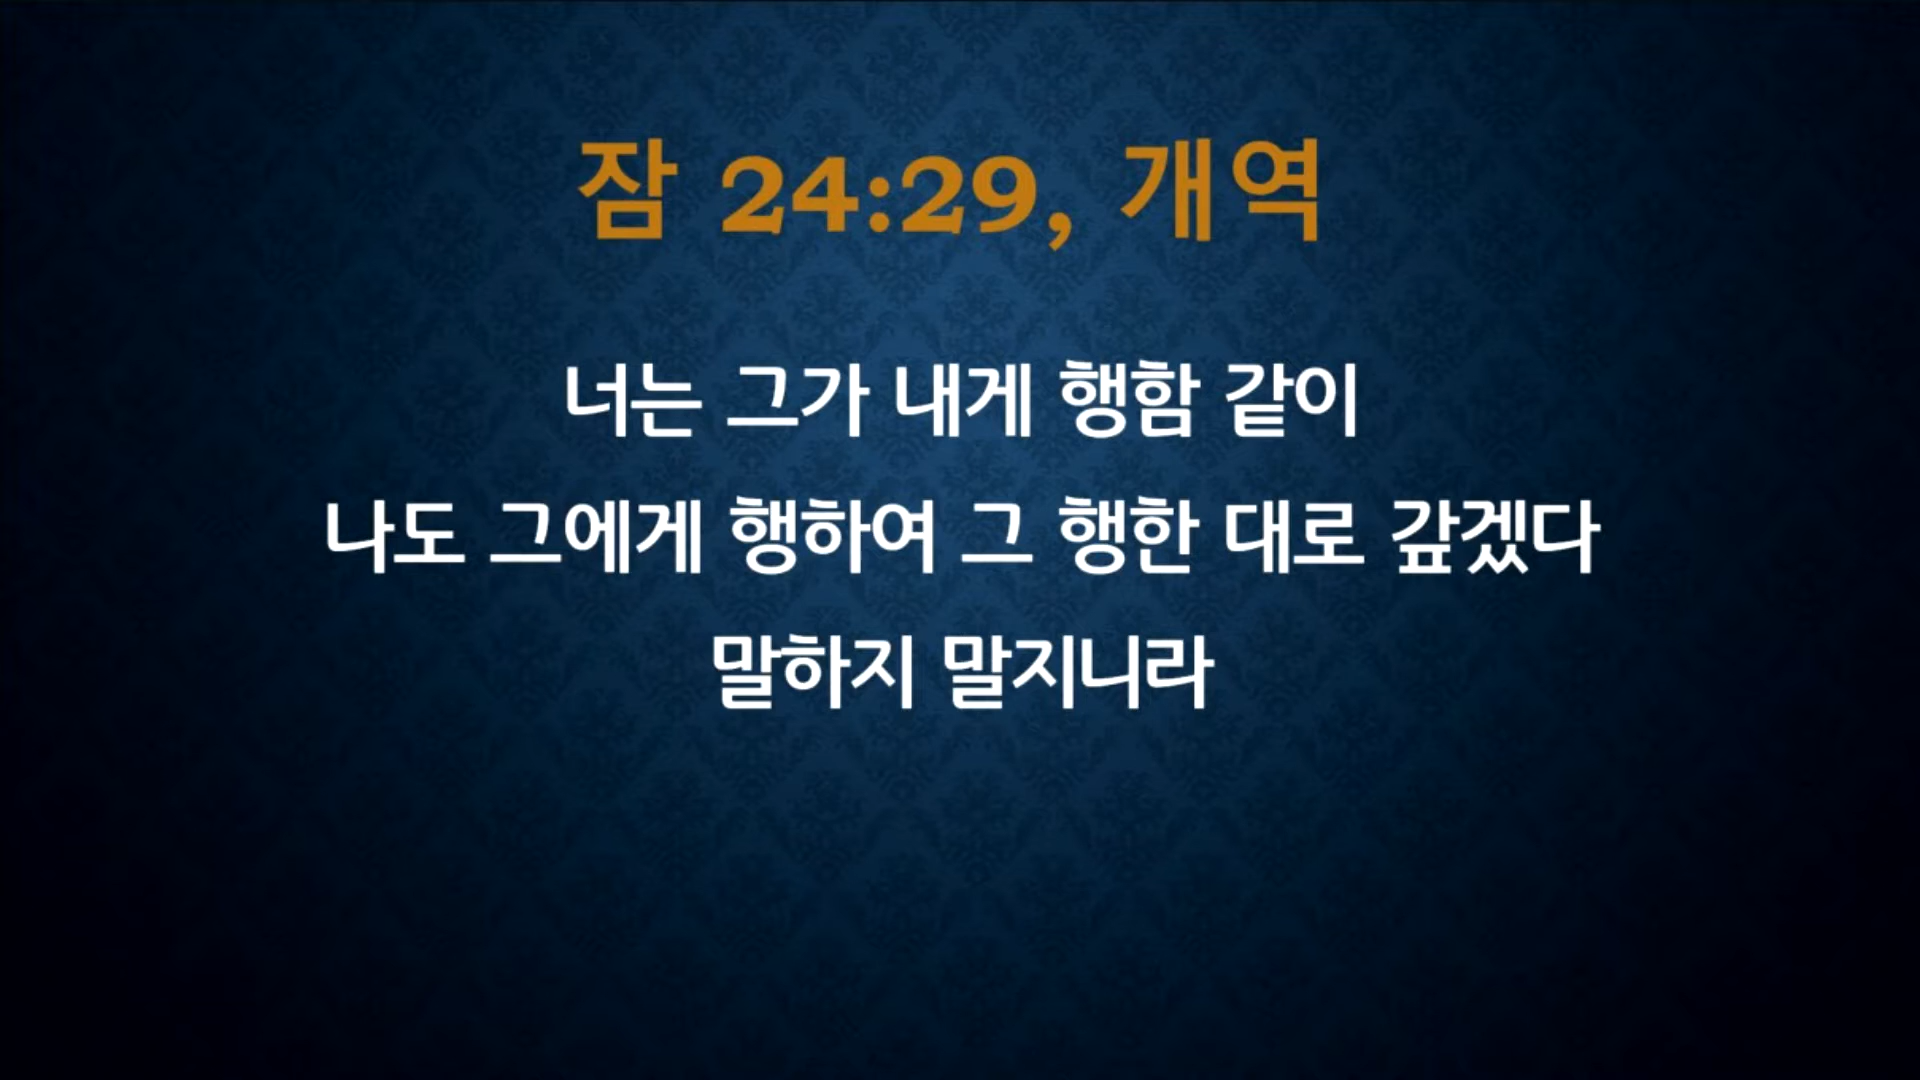 잠 24:29, 개역
너는 그가 내게 행함 같이
나도 그에게 행하여 그 행한 대로 갚겠다
말하지 말지니라